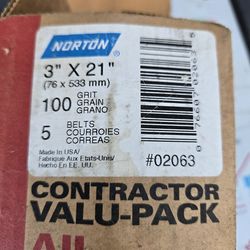 NORTON
3" X 21"
(76 x 533 mm)
100 GRIT
GRAIN
GRANO
5 BELTS
COURROIES
CORREAS
Made in USA/
Fabriqué Aux Etats-Unis/
Hecho En EE. UU.
#02063
CONTRACTOR
VALU-PACK